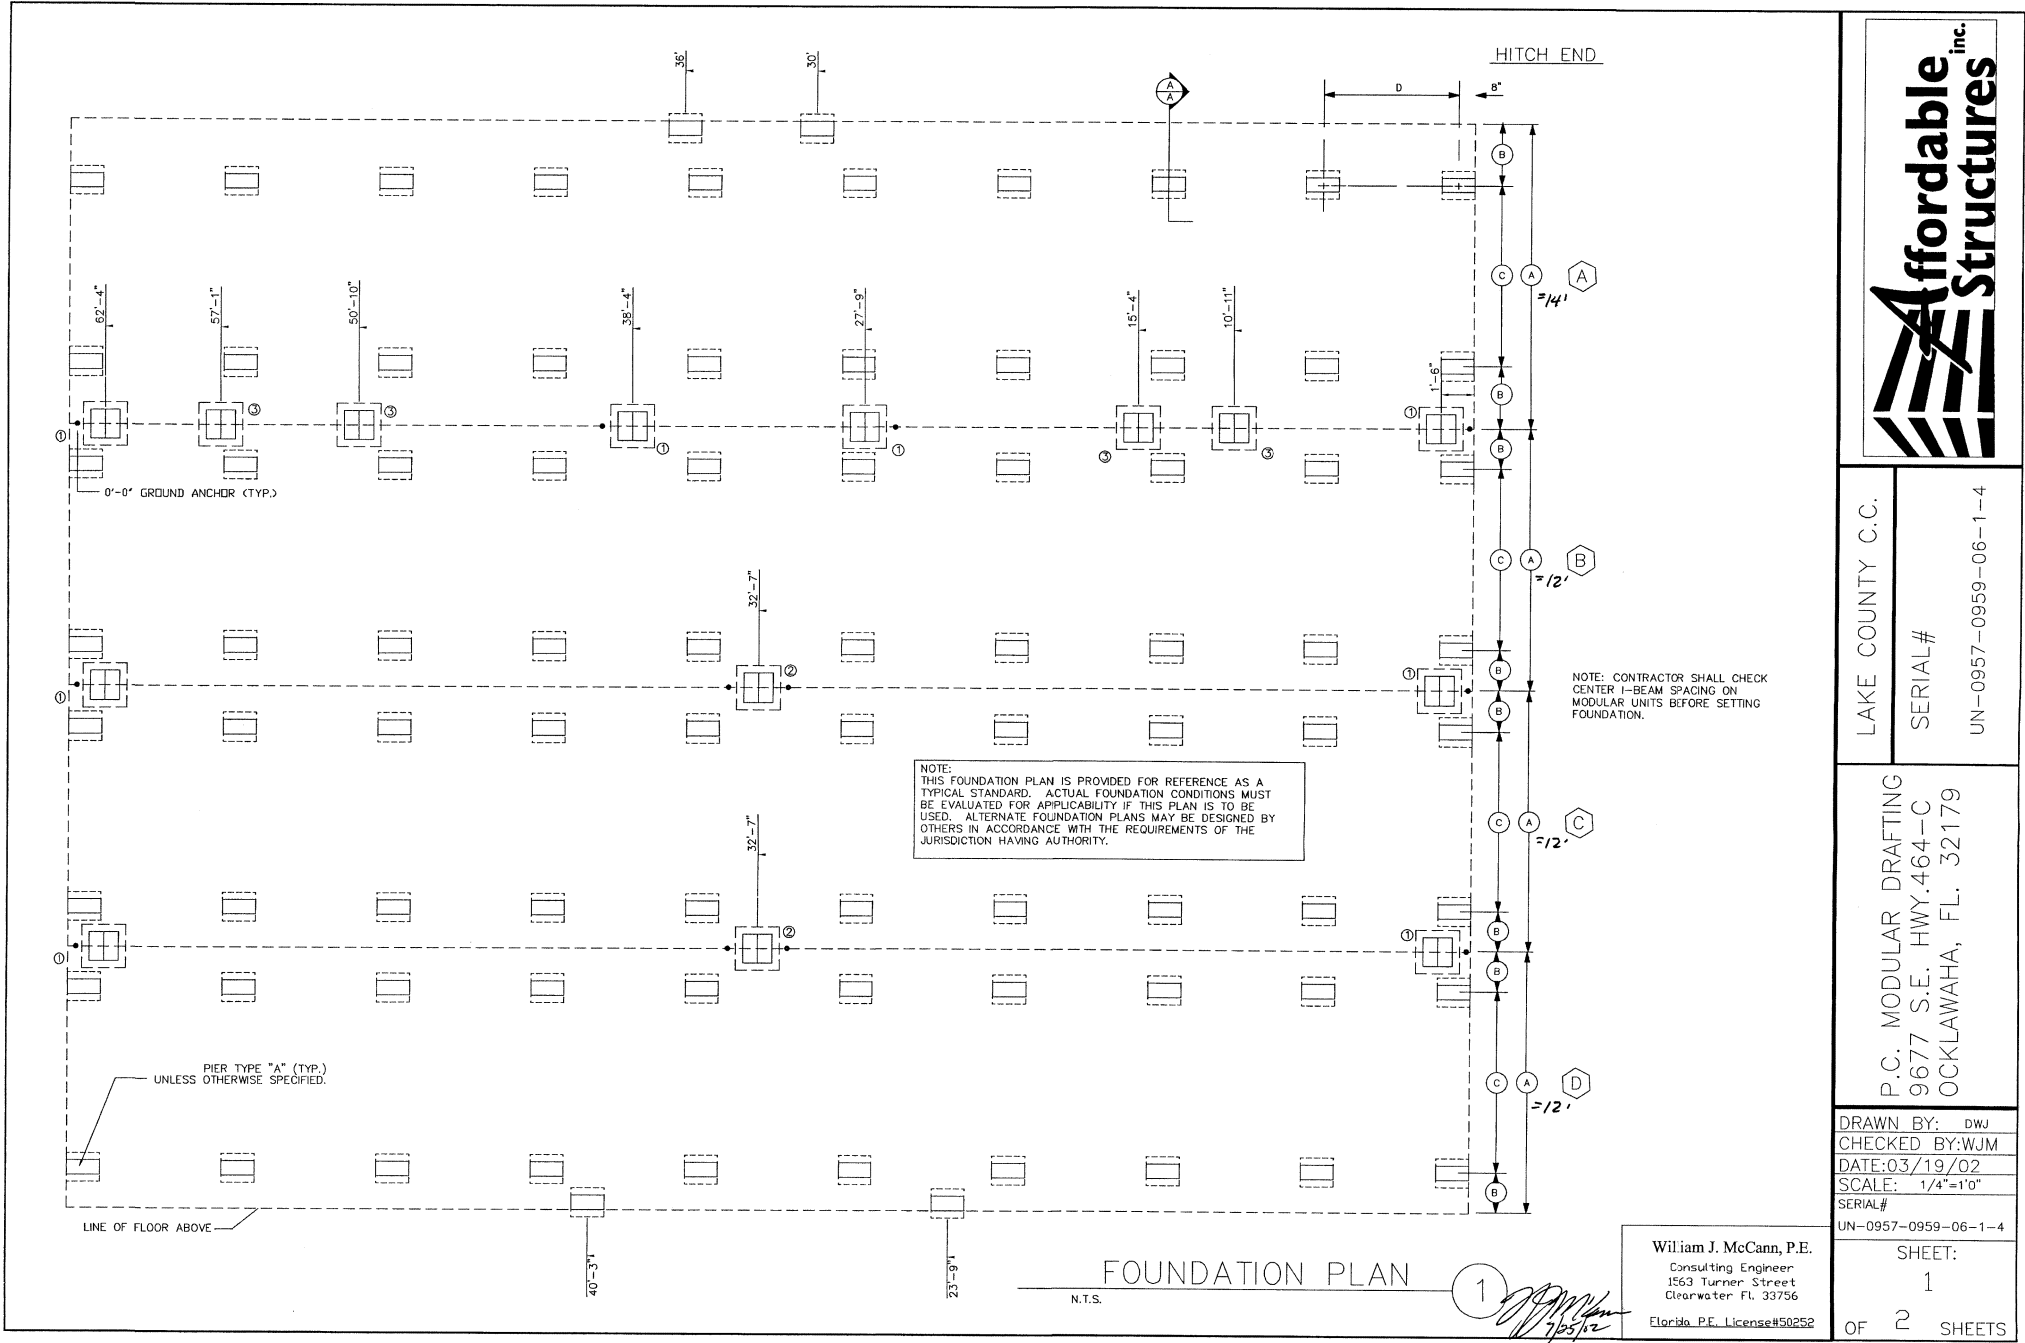 36'
30'
HITCH END
A
A
D
8"
B
62'-4"
57'-1"
50'-10"
38'-4"
27'-9"
15'-4"
10'-11"
C
A
A
=14'
1'-6"
B
1
3
3
1
1
3
3
1
B
0'-0" GROUND ANCHOR (TYP.)
C
A
B
=12'
32'-7"
B
1
2
1
B
NOTE: CONTRACTOR SHALL CHECK
CENTER I-BEAM SPACING ON
MODULAR UNITS BEFORE SETTING
FOUNDATION.
NOTE:
THIS FOUNDATION PLAN IS PROVIDED FOR REFERENCE AS A
TYPICAL STANDARD. ACTUAL FOUNDATION CONDITIONS MUST
BE EVALUATED FOR APIPLICABILITY IF THIS PLAN IS TO BE
USED. ALTERNATE FOUNDATION PLANS MAY BE DESIGNED BY
OTHERS IN ACCORDANCE WITH THE REQUIREMENTS OF THE
JURISDICTION HAVING AUTHORITY.
C
A
C
=12'
32'-7"
B
1
2
1
B
C
A
D
=12'
PIER TYPE "A" (TYP.)
UNLESS OTHERWISE SPECIFIED.
B
LINE OF FLOOR ABOVE
40'-3"
23'-9"
FOUNDATION PLAN
1
N.T.S.
7/25/02
William J. McCann, P.E.
Consulting Engineer
1563 Turner Street
Clearwater Fl. 33756
Florida P.E. License#50252
Affordable
Structures inc.
LAKE COUNTY C.C.
SERIAL#
UN-0957-0959-06-1-4
P.C. MODULAR DRAFTING
9677 S.E. HWY.464-C
OCKLAWAHA, FL. 32179
DRAWN BY: DWJ
CHECKED BY:WJM
DATE:03/19/02
SCALE: 1/4"=1'0"
SERIAL#
UN-0957-0959-06-1-4
SHEET:
1
OF 2 SHEETS